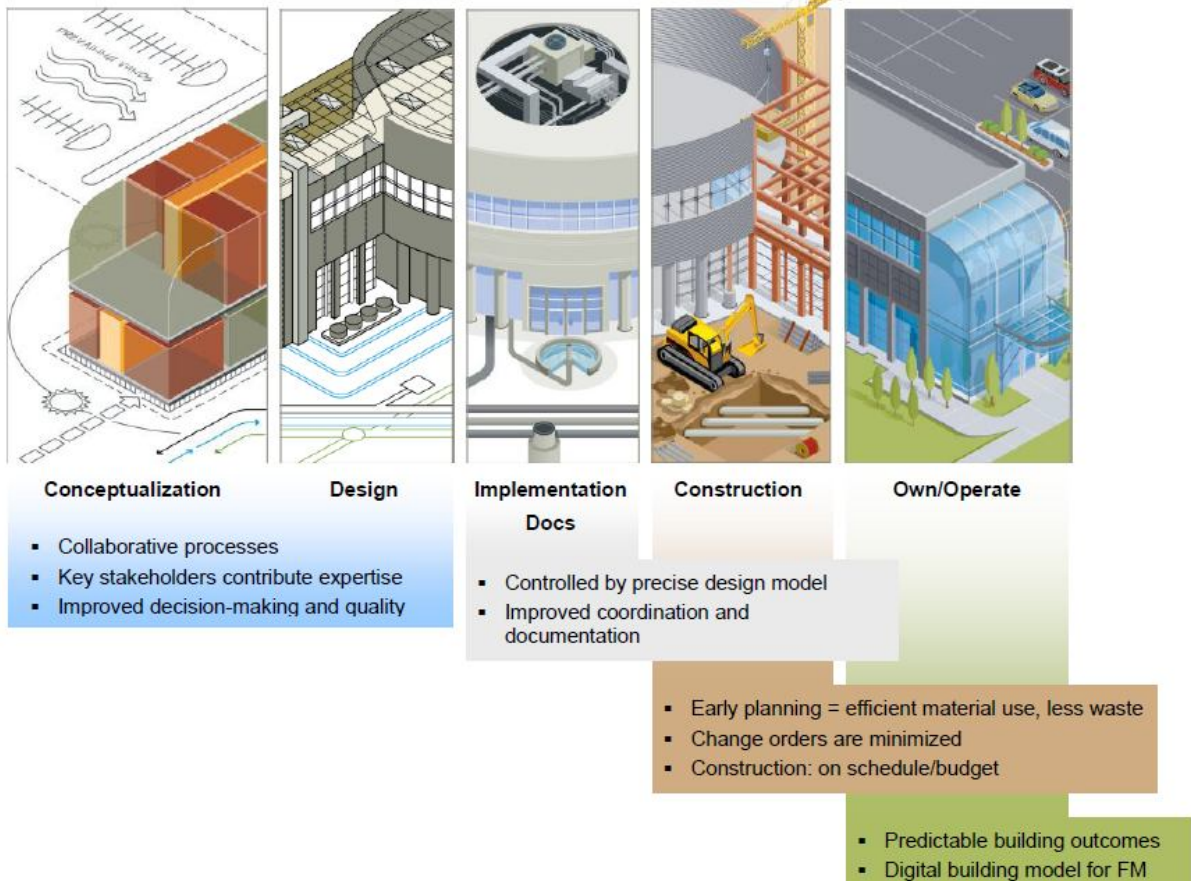 PREVAILING WINDS
Conceptualization
Design
Implementation
Docs
Construction
Own/Operate
▪ Collaborative processes
▪ Key stakeholders contribute expertise
▪ Improved decision-making and quality
▪ Controlled by precise design model
▪ Improved coordination and
documentation
▪ Early planning = efficient material use, less waste
▪ Change orders are minimized
▪ Construction: on schedule/budget
▪ Predictable building outcomes
▪ Digital building model for FM